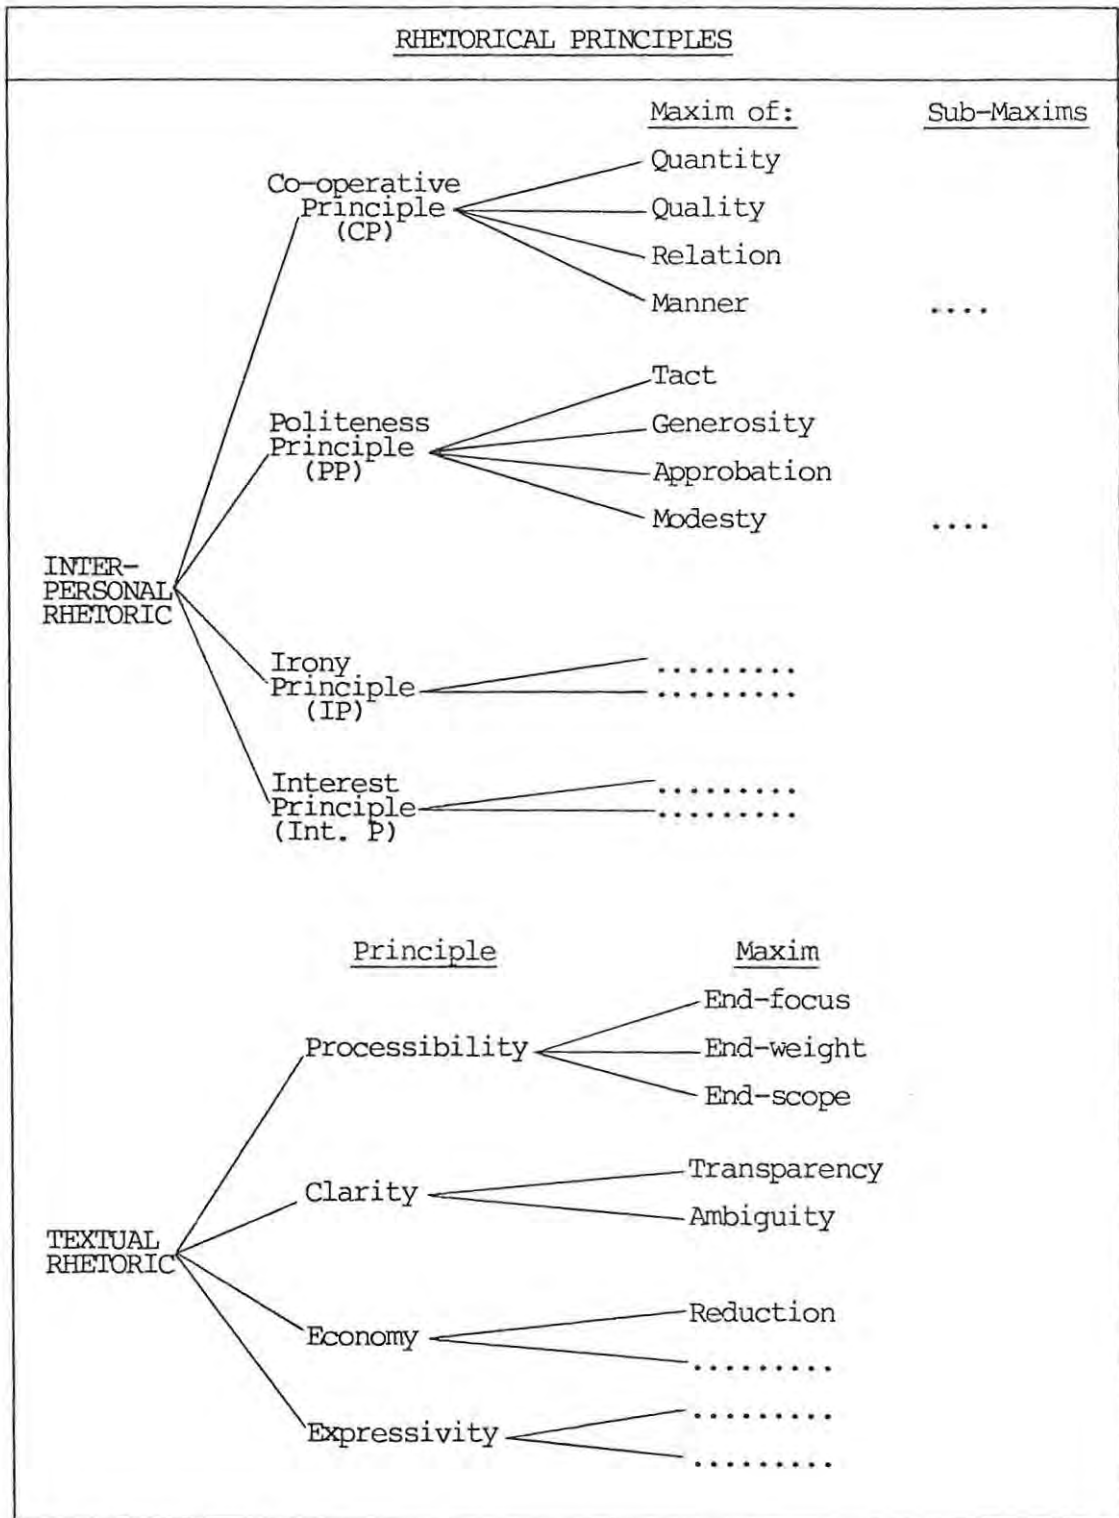 RHETORICAL PRINCIPLES
Maxim of: Sub-Maxims
Co-operative
Principle
(CP)
Quantity
Quality
Relation
Manner ....
Politeness
Principle
(PP)
Tact
Generosity
Approbation
Modesty ....
INTER-
PERSONAL
RHETORIC
Irony
Principle
(IP)
.........
.........
Interest
Principle
(Int. P)
.........
.........
Principle Maxim
Processibility
End-focus
End-weight
End-scope
Clarity
Transparency
Ambiguity
TEXTUAL
RHETORIC
Economy
Reduction
.........
Expressivity
.........
.........